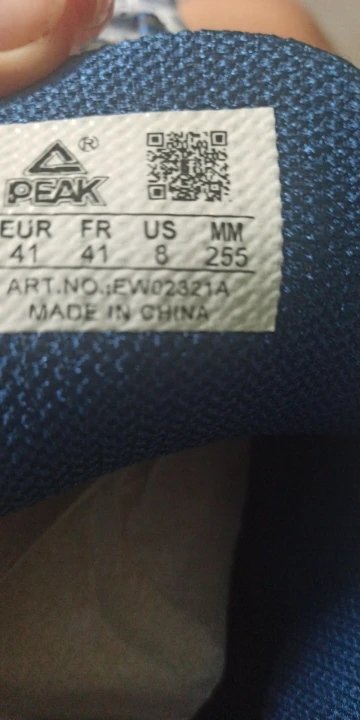 ®
PEAK
EUR FR US MM
41 41 8 255
ART.NO.:EW02321A
MADE IN CHINA